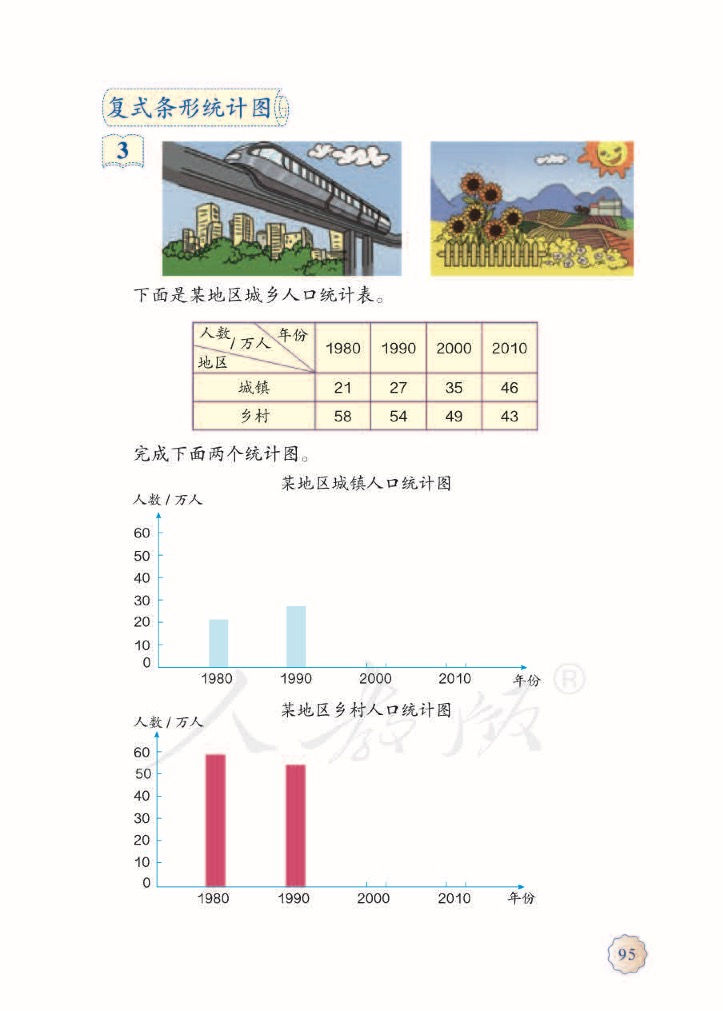 复式条形统计图
3
下面是某地区城乡人口统计表。
人数/万人 年份 地区 1980 1990 2000 2010
城镇 21 27 35 46
乡村 58 54 49 43
完成下面两个统计图。
某地区城镇人口统计图
人数/万人
60
50
40
30
20
10
0
1980 1990 2000 2010 年份
某地区乡村人口统计图
人数/万人
60
50
40
30
20
10
0
1980 1990 2000 2010 年份
人教版®
95